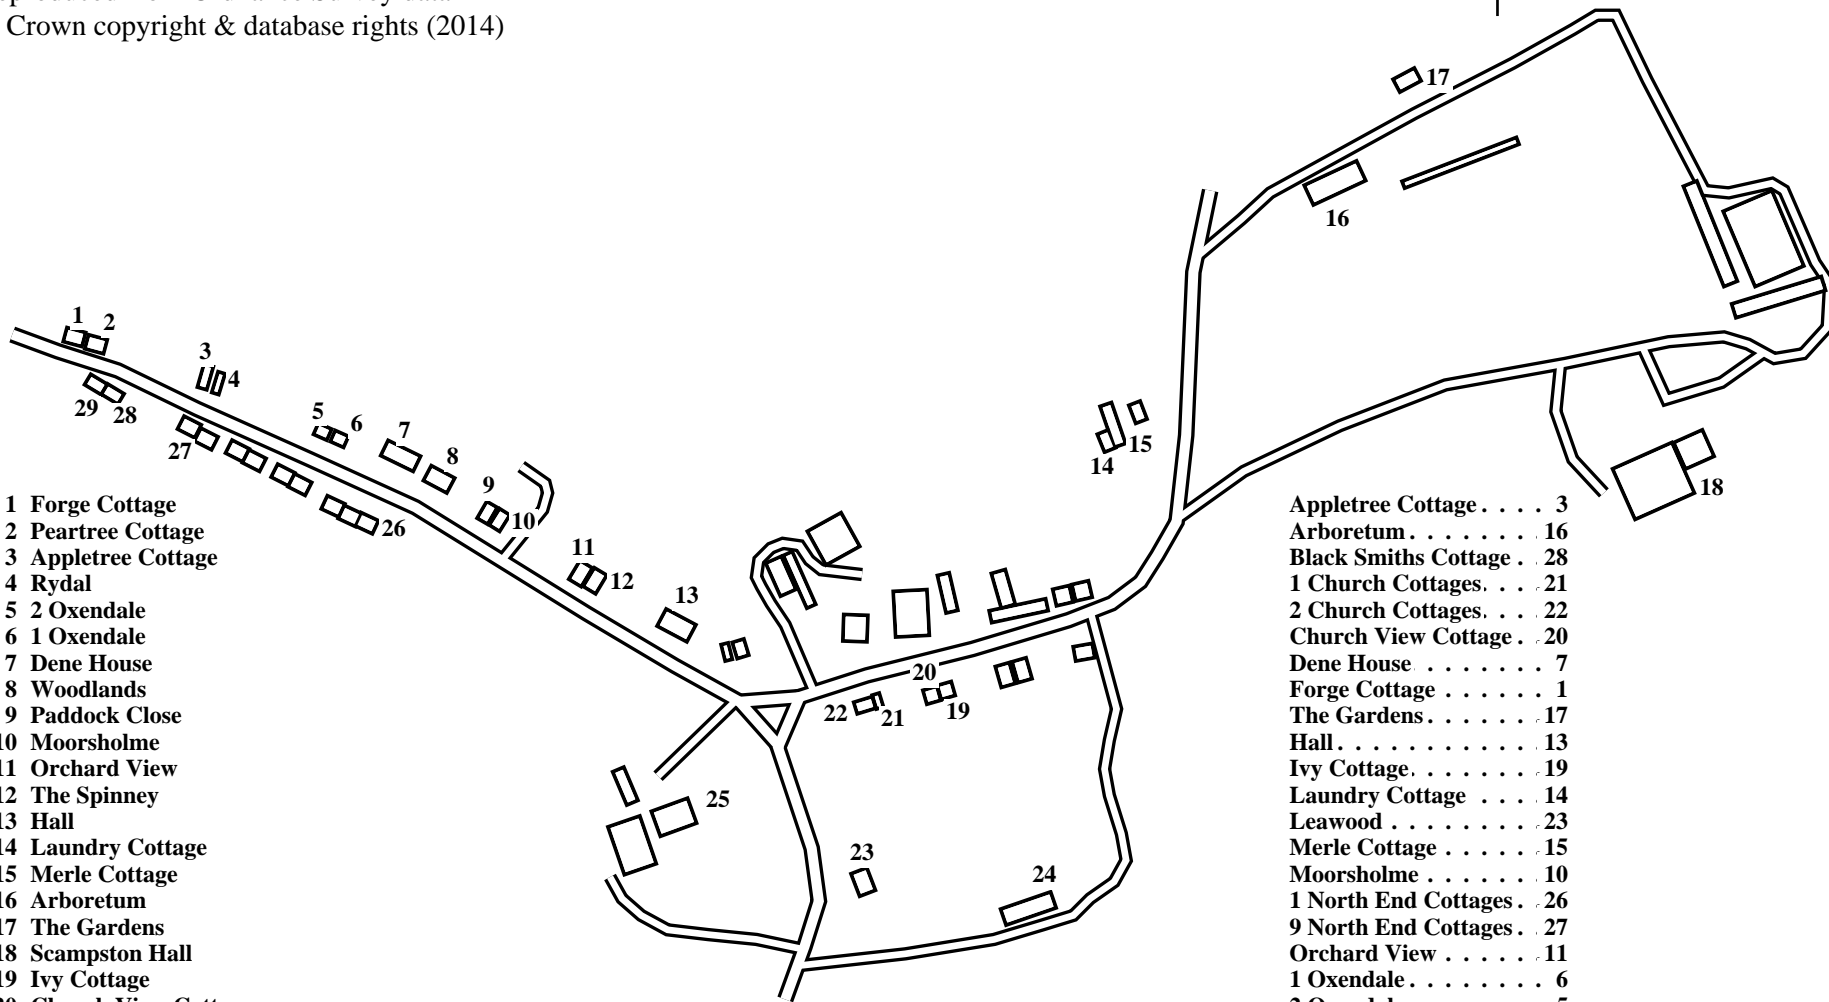 Crown copyright & database rights (2014)
17
16
1
2
3
4
5
6
7
8
9
10
29
28
27
26
11
12
13
14
15
18
20
22
21
19
25
23
24
1 Forge Cottage
2 Peartree Cottage
3 Appletree Cottage
4 Rydal
5 2 Oxendale
6 1 Oxendale
7 Dene House
8 Woodlands
9 Paddock Close
10 Moorsholme
11 Orchard View
12 The Spinney
13 Hall
14 Laundry Cottage
15 Merle Cottage
16 Arboretum
17 The Gardens
18 Scampston Hall
19 Ivy Cottage
Appletree Cottage . . . . 3
Arboretum . . . . . . . . 16
Black Smiths Cottage . . 28
1 Church Cottages . . . 21
2 Church Cottages . . . 22
Church View Cottage . . 20
Dene House . . . . . . . 7
Forge Cottage . . . . . . 1
The Gardens . . . . . . . 17
Hall . . . . . . . . . . . . 13
Ivy Cottage . . . . . . . . 19
Laundry Cottage . . . . 14
Leawood . . . . . . . . . 23
Merle Cottage . . . . . . 15
Moorsholme . . . . . . . 10
1 North End Cottages . . 26
9 North End Cottages . . 27
Orchard View . . . . . . 11
1 Oxendale . . . . . . . . 6